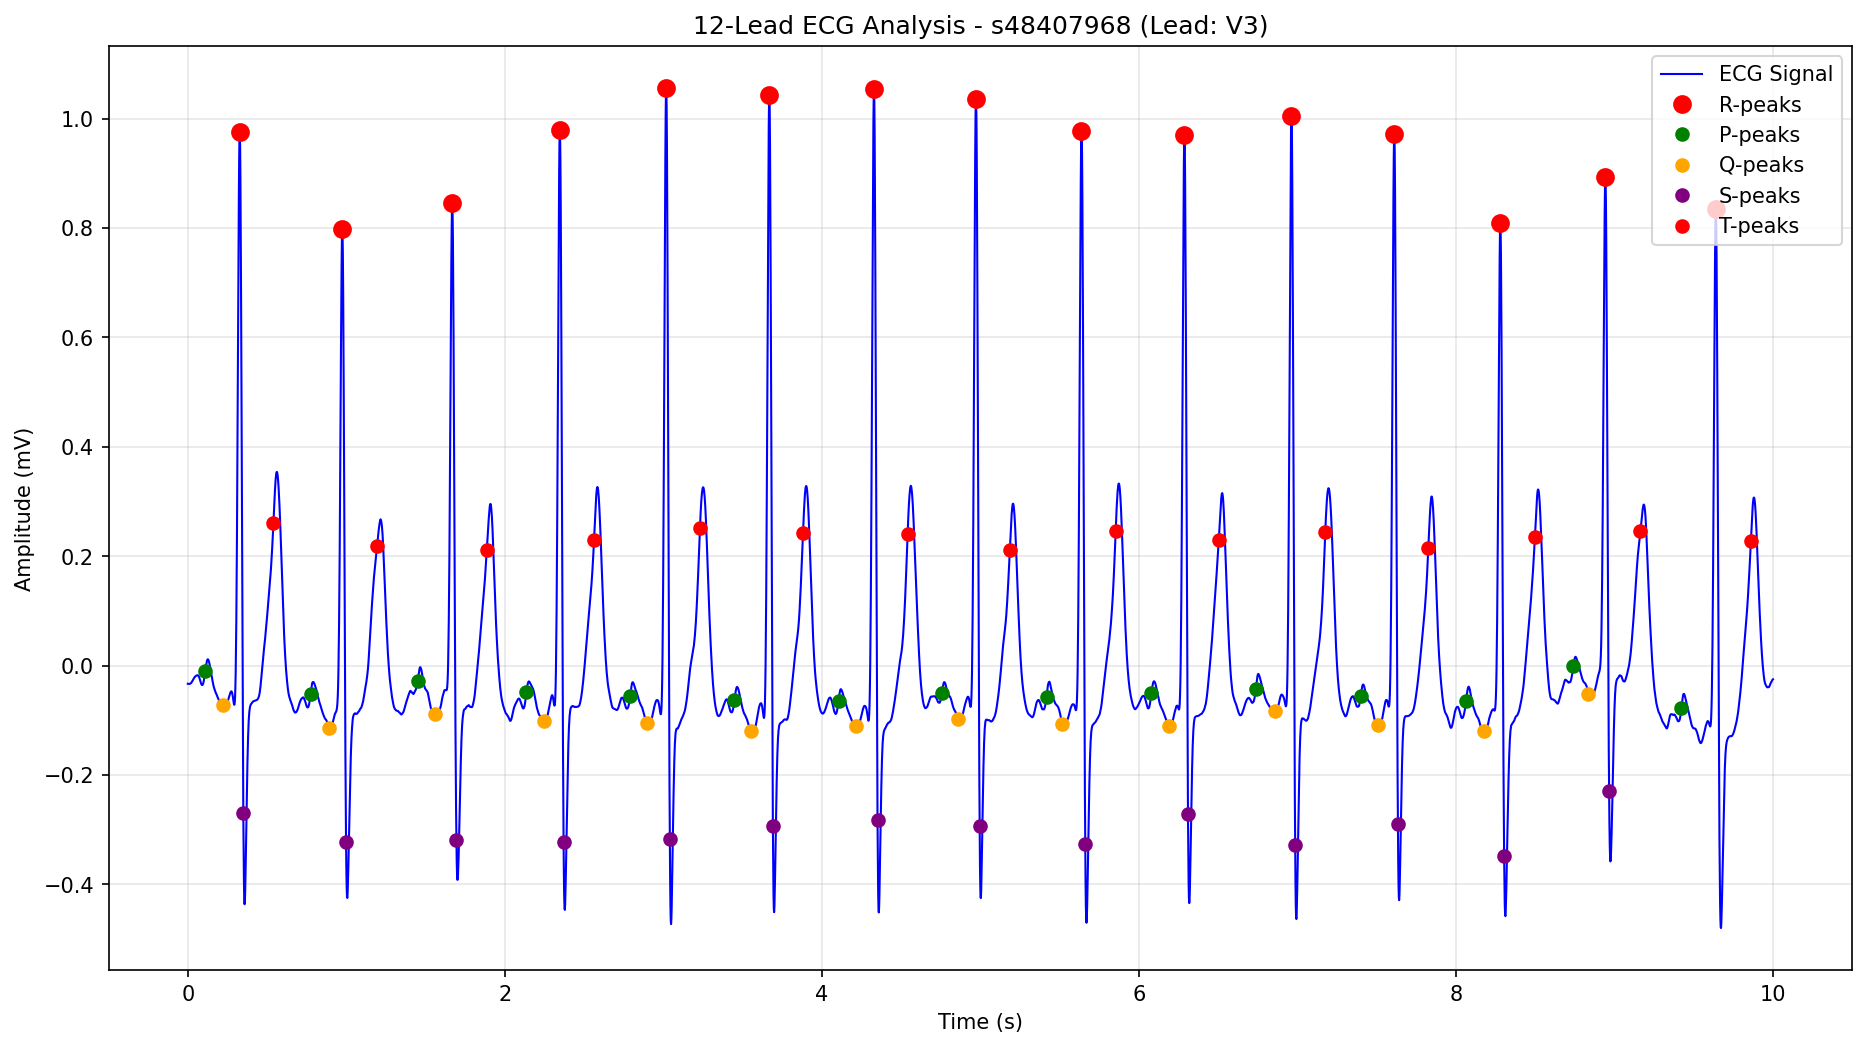 12-Lead ECG Analysis - s48407968 (Lead: V3)
ECG Signal
R-peaks
P-peaks
Q-peaks
S-peaks
T-peaks
Amplitude (mV)
1.0
0.8
0.6
0.4
0.2
0.0
−0.2
−0.4
0 2 4 6 8 10
Time (s)